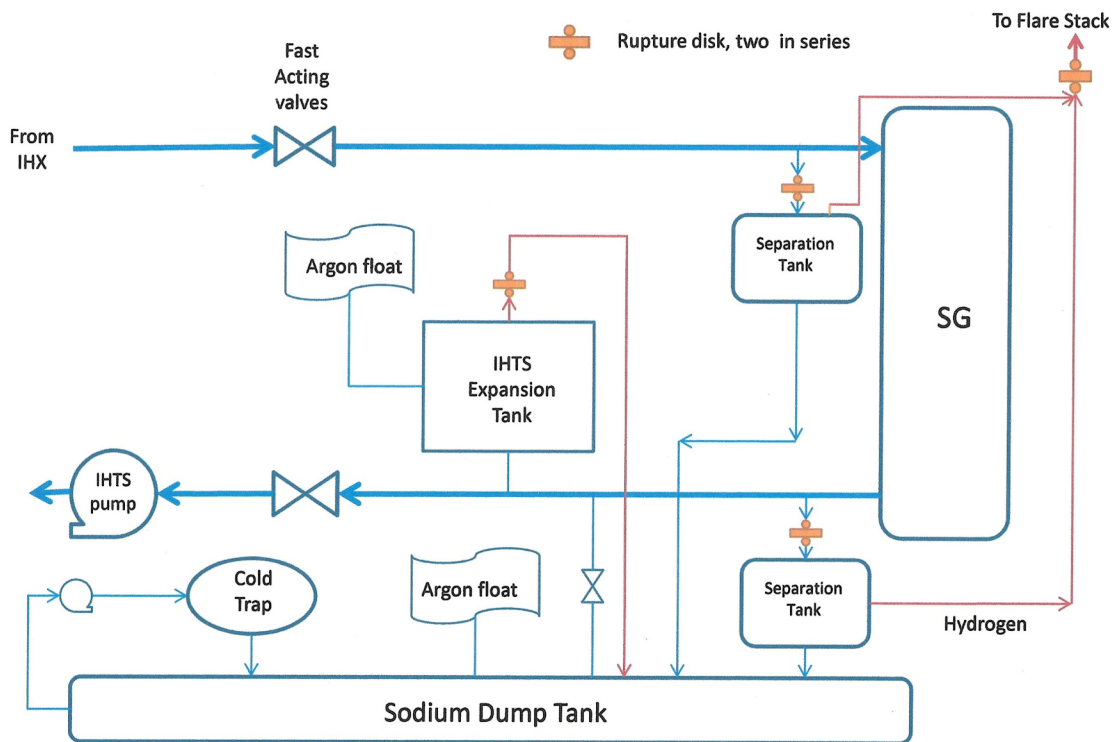 To Flare Stack
Rupture disk, two in series
Fast
Acting
valves
From
IHX
Separation
Tank
Argon float
SG
IHTS
Expansion
Tank
IHTS
pump
Cold
Trap
Argon float
Separation
Tank
Hydrogen
Sodium Dump Tank